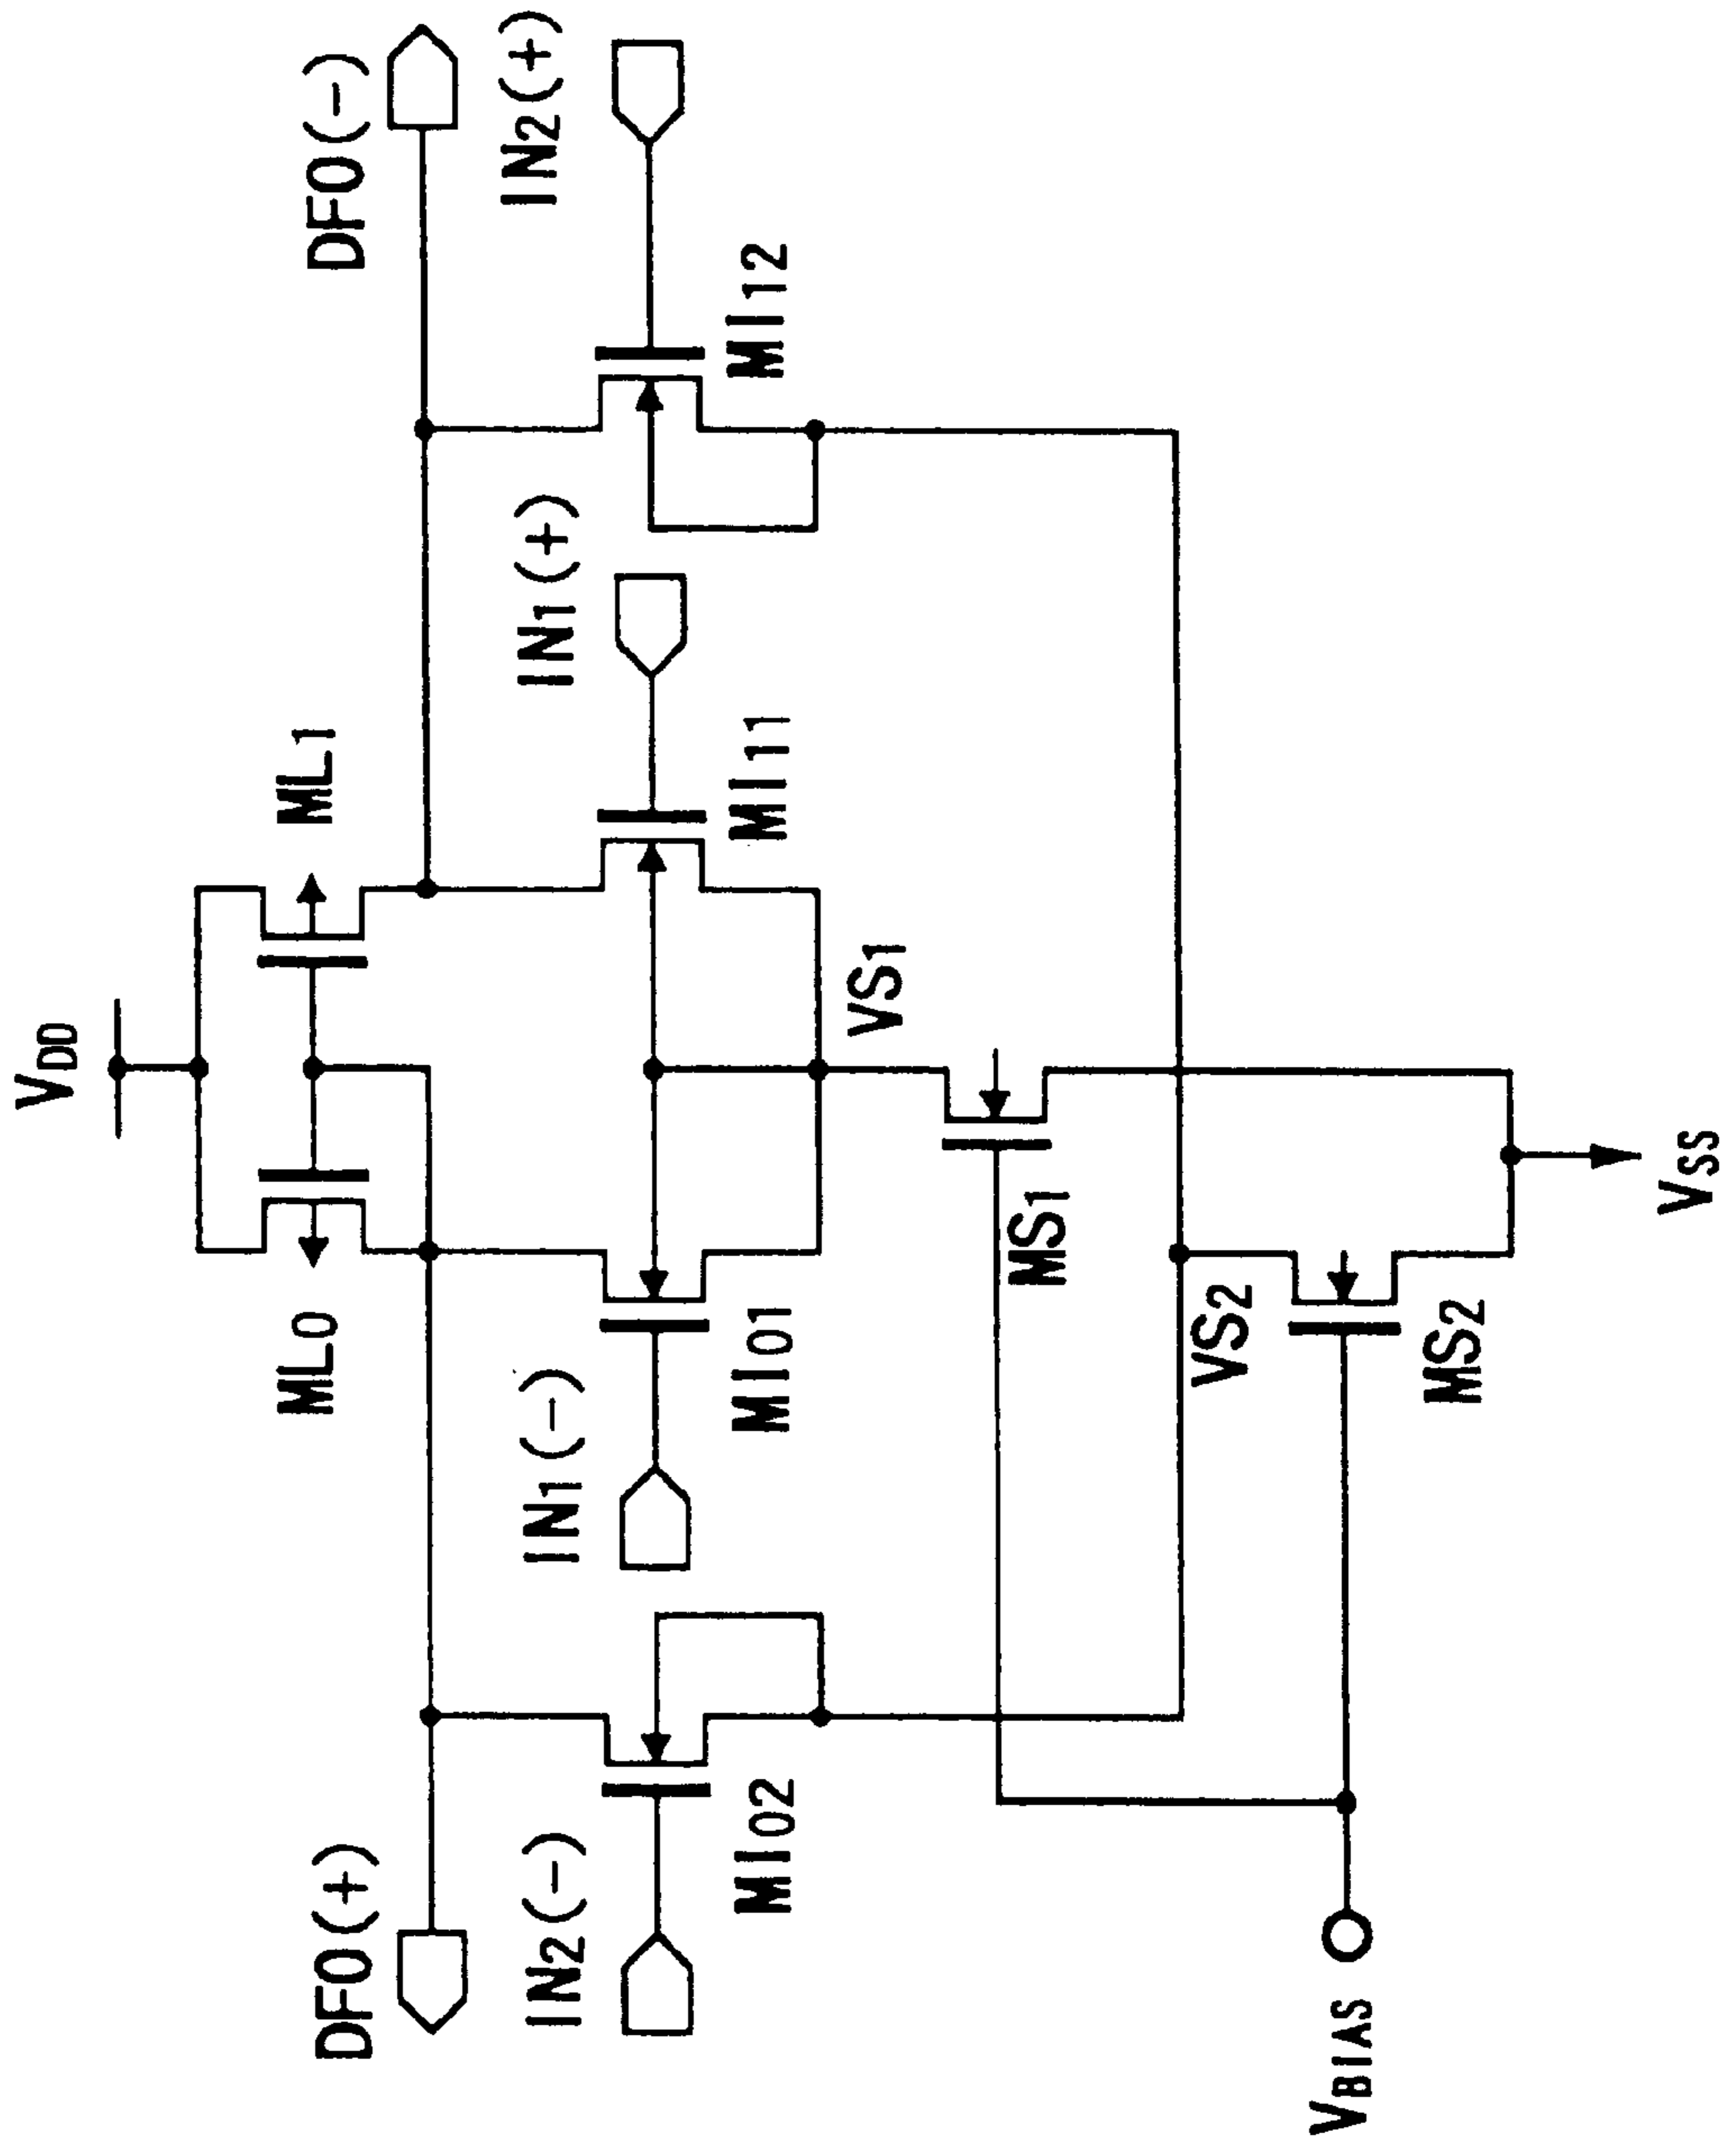 VDD
ML0
ML1
DFO(+)
DFO(-)
IN2(-)
IN1(-)
IN1(+)
IN2(+)
MI02
MI01
MI11
MI12
VS1
MS1
VS2
VBIAS
MS2
VSS